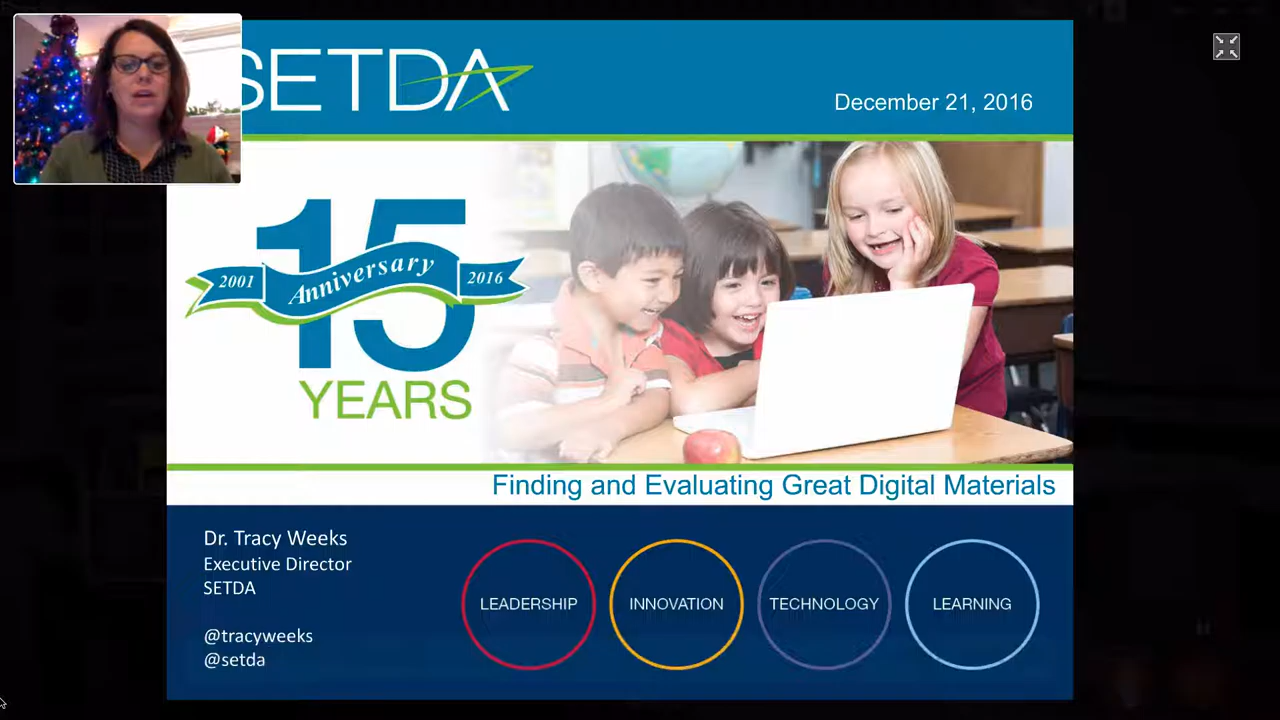 SETDA
December 21, 2016
15
2001 Anniversary 2016
YEARS
Finding and Evaluating Great Digital Materials
Dr. Tracy Weeks
Executive Director
SETDA
@tracyweeks
@setda
LEADERSHIP
INNOVATION
TECHNOLOGY
LEARNING